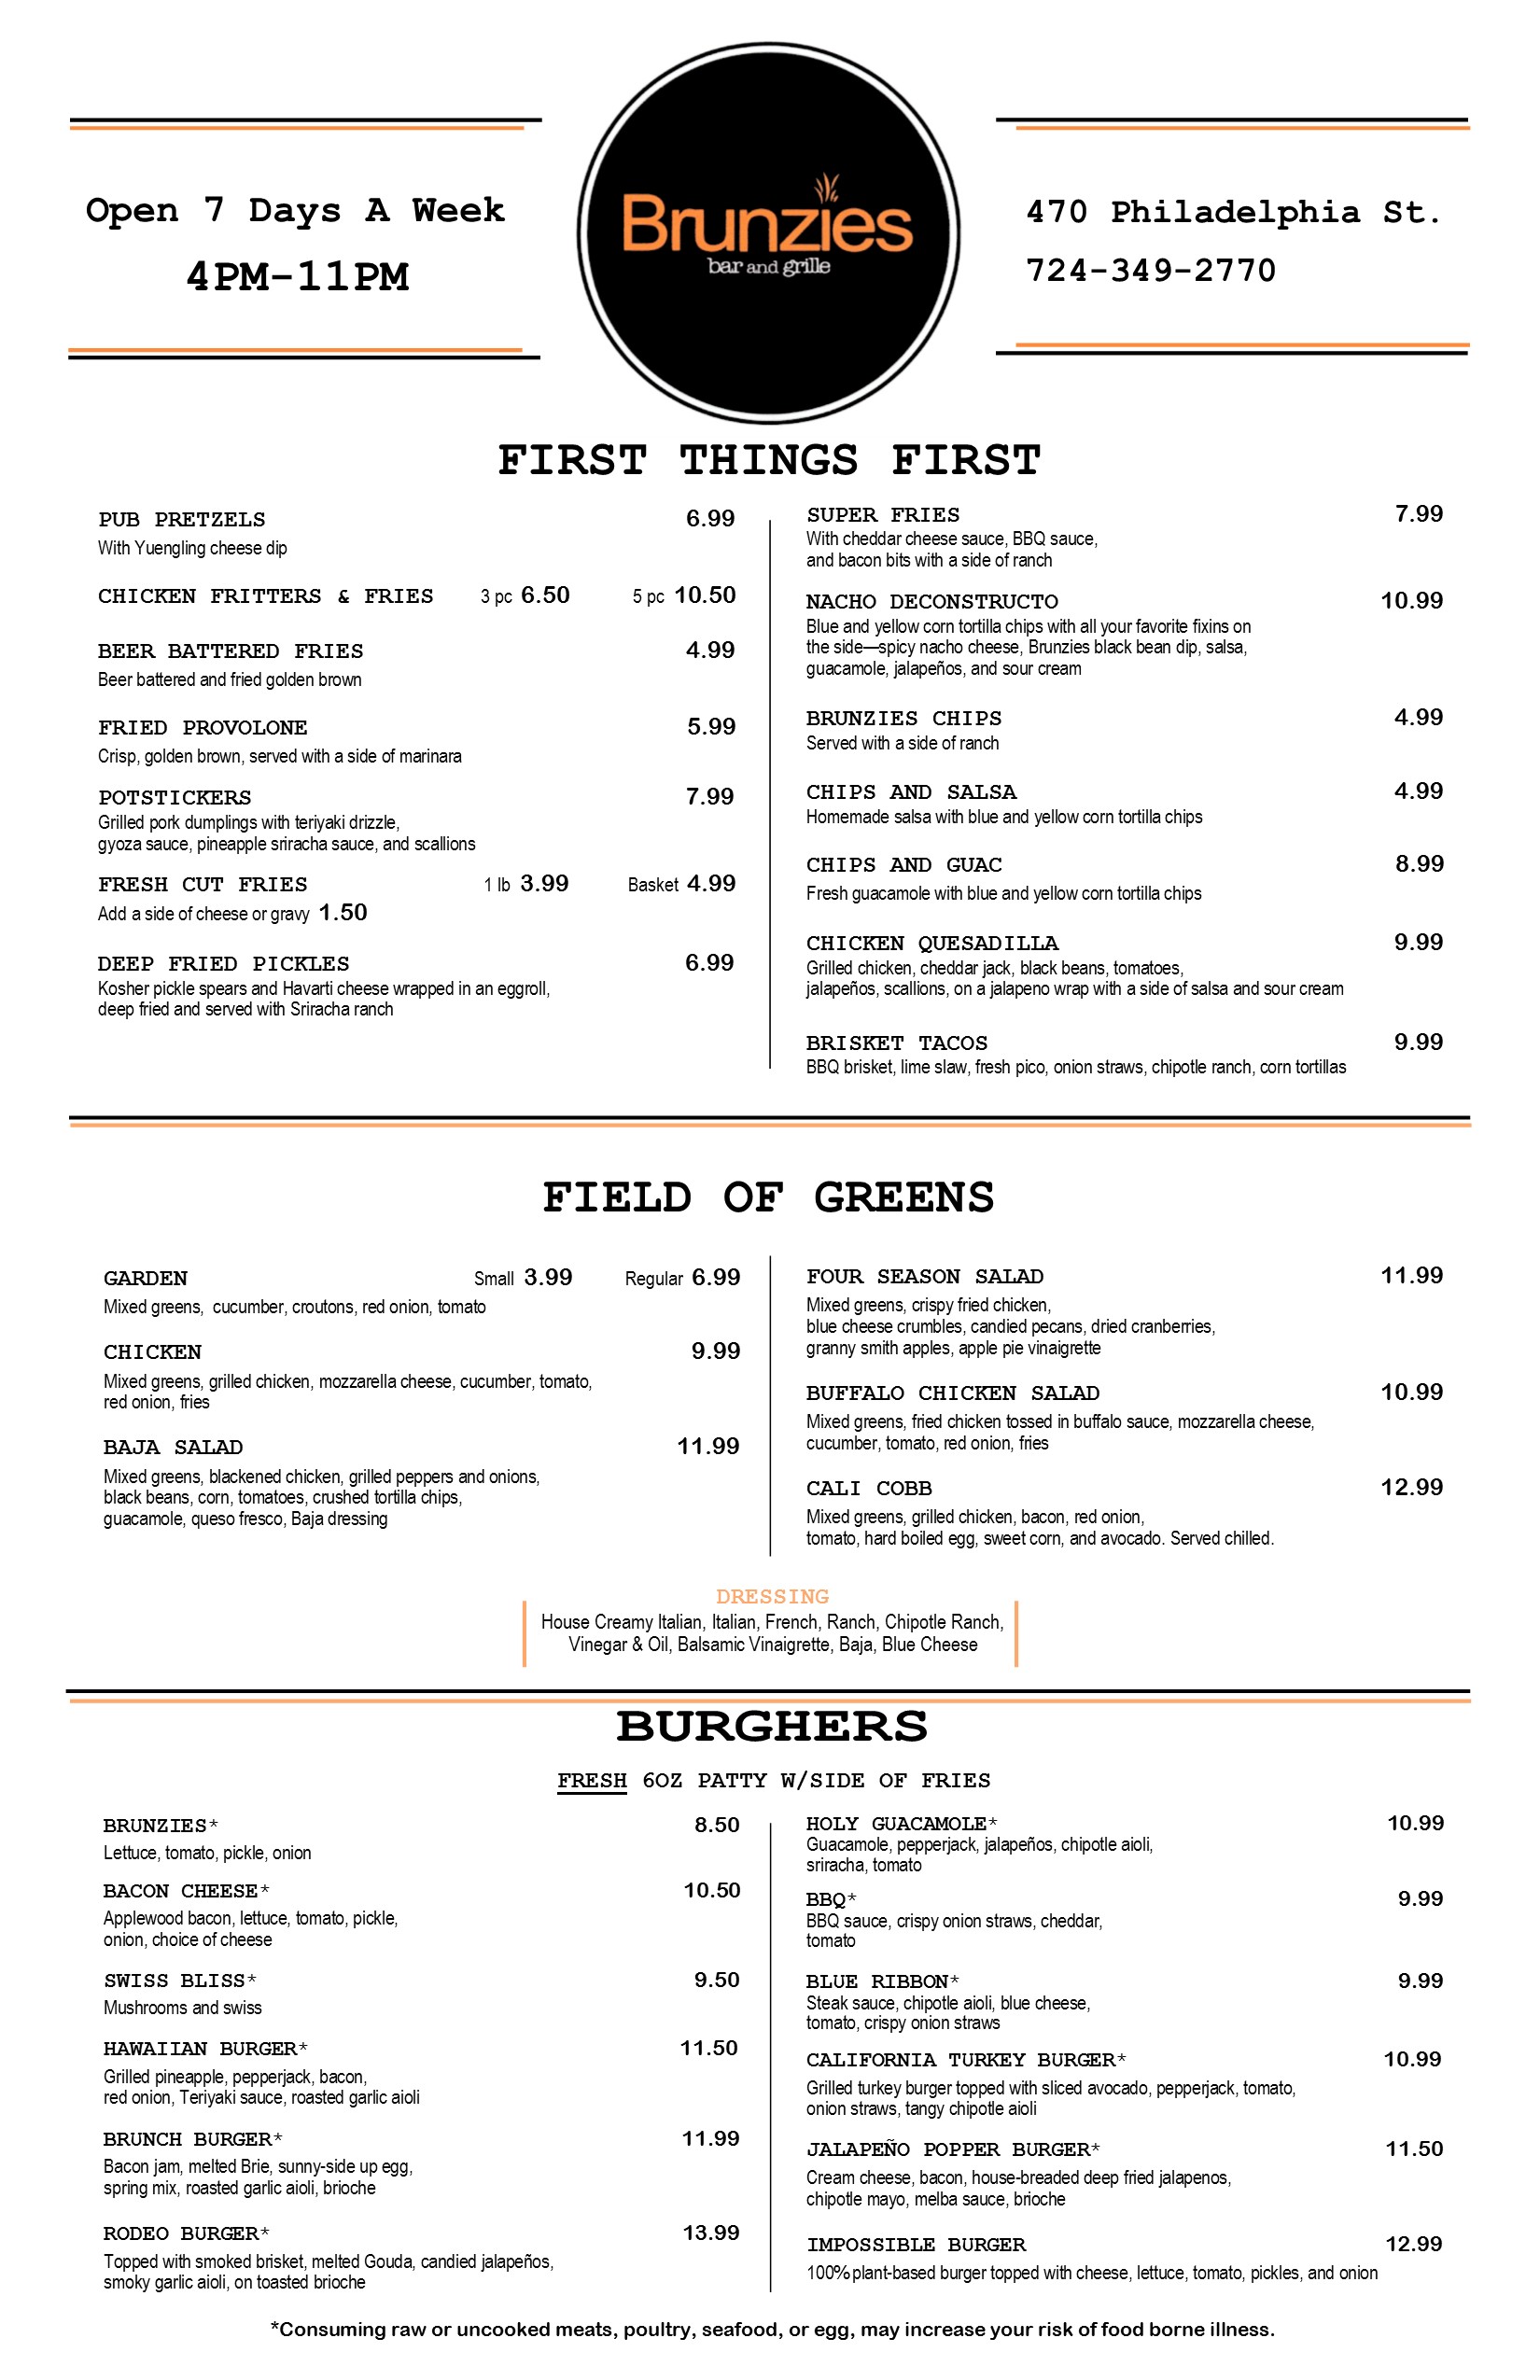 Open 7 Days A Week
4PM-11PM
Brunzies
bar and grille
470 Philadelphia St.
724-349-2770
FIRST THINGS FIRST
PUB PRETZELS 6.99
With Yuengling cheese dip
CHICKEN FRITTERS & FRIES 3 pc 6.50 5 pc 10.50
BEER BATTERED FRIES 4.99
Beer battered and fried golden brown
FRIED PROVOLONE 5.99
Crisp, golden brown, served with a side of marinara
POTSTICKERS 7.99
Grilled pork dumplings with teriyaki drizzle,
gyoza sauce, pineapple sriracha sauce, and scallions
FRESH CUT FRIES 1 lb 3.99 Basket 4.99
Add a side of cheese or gravy 1.50
DEEP FRIED PICKLES 6.99
Kosher pickle spears and Havarti cheese wrapped in an eggroll,
deep fried and served with Sriracha ranch
SUPER FRIES 7.99
With cheddar cheese sauce, BBQ sauce,
and bacon bits with a side of ranch
NACHO DECONSTRUCTO 10.99
Blue and yellow corn tortilla chips with all your favorite fixins on
the side—spicy nacho cheese, Brunzies black bean dip, salsa,
guacamole, jalapeños, and sour cream
BRUNZIES CHIPS 4.99
Served with a side of ranch
CHIPS AND SALSA 4.99
Homemade salsa with blue and yellow corn tortilla chips
CHIPS AND GUAC 8.99
Fresh guacamole with blue and yellow corn tortilla chips
CHICKEN QUESADILLA 9.99
Grilled chicken, cheddar jack, black beans, tomatoes,
jalapeños, scallions, on a jalapeno wrap with a side of salsa and sour cream
BRISKET TACOS 9.99
BBQ brisket, lime slaw, fresh pico, onion straws, chipotle ranch, corn tortillas
FIELD OF GREENS
GARDEN Small 3.99 Regular 6.99
Mixed greens, cucumber, croutons, red onion, tomato
CHICKEN 9.99
Mixed greens, grilled chicken, mozzarella cheese, cucumber, tomato,
red onion, fries
BAJA SALAD 11.99
Mixed greens, blackened chicken, grilled peppers and onions,
black beans, corn, tomatoes, crushed tortilla chips,
guacamole, queso fresco, Baja dressing
FOUR SEASON SALAD 11.99
Mixed greens, crispy fried chicken,
blue cheese crumbles, candied pecans, dried cranberries,
granny smith apples, apple pie vinaigrette
BUFFALO CHICKEN SALAD 10.99
Mixed greens, fried chicken tossed in buffalo sauce, mozzarella cheese,
cucumber, tomato, red onion, fries
CALI COBB 12.99
Mixed greens, grilled chicken, bacon, red onion,
tomato, hard boiled egg, sweet corn, and avocado. Served chilled.
DRESSING
House Creamy Italian, Italian, French, Ranch, Chipotle Ranch,
Vinegar & Oil, Balsamic Vinaigrette, Baja, Blue Cheese
BURGHERS
FRESH 6OZ PATTY W/SIDE OF FRIES
BRUNZIES* 8.50
Lettuce, tomato, pickle, onion
BACON CHEESE* 10.50
Applewood bacon, lettuce, tomato, pickle,
onion, choice of cheese
SWISS BLISS* 9.50
Mushrooms and swiss
HAWAIIAN BURGER* 11.50
Grilled pineapple, pepperjack, bacon,
red onion, Teriyaki sauce, roasted garlic aioli
BRUNCH BURGER* 11.99
Bacon jam, melted Brie, sunny-side up egg,
spring mix, roasted garlic aioli, brioche
RODEO BURGER* 13.99
Topped with smoked brisket, melted Gouda, candied jalapeños,
smoky garlic aioli, on toasted brioche
HOLY GUACAMOLE* 10.99
Guacamole, pepperjack, jalapeños, chipotle aioli,
sriracha, tomato
BBQ* 9.99
BBQ sauce, crispy onion straws, cheddar,
tomato
BLUE RIBBON* 9.99
Steak sauce, chipotle aioli, blue cheese,
tomato, crispy onion straws
CALIFORNIA TURKEY BURGER* 10.99
Grilled turkey burger topped with sliced avocado, pepperjack, tomato,
onion straws, tangy chipotle aioli
JALAPEÑO POPPER BURGER* 11.50
Cream cheese, bacon, house-breaded deep fried jalapenos,
chipotle mayo, melba sauce, brioche
IMPOSSIBLE BURGER 12.99
100% plant-based burger topped with cheese, lettuce, tomato, pickles, and onion
*Consuming raw or uncooked meats, poultry, seafood, or egg, may increase your risk of food borne illness.